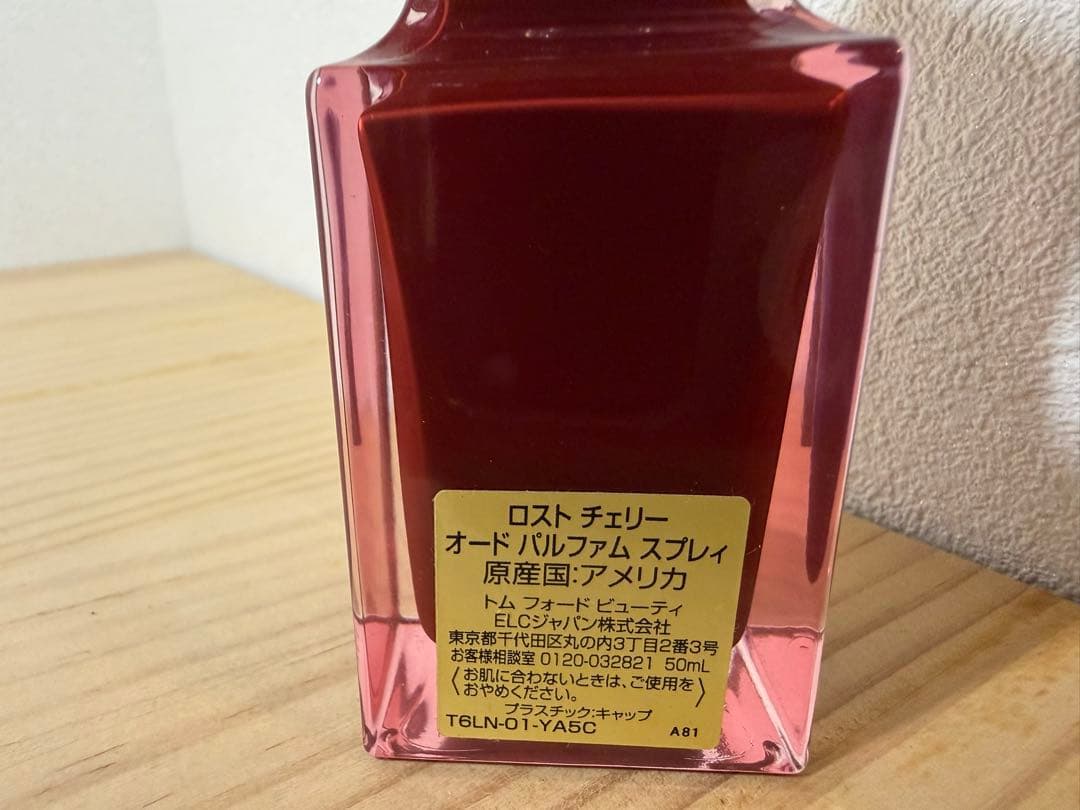 ロスト チェリー
オード パルファム スプレィ
原産国:アメリカ
トム フォード ビューティ
ELCジャパン株式会社
東京都千代田区丸の内3丁目2番3号
お客様相談室 0120-032821 50mL
〈お肌に合わないときは、ご使用を
おやめください。〉
プラスチック:キャップ
T6LN-01-YA5C A81